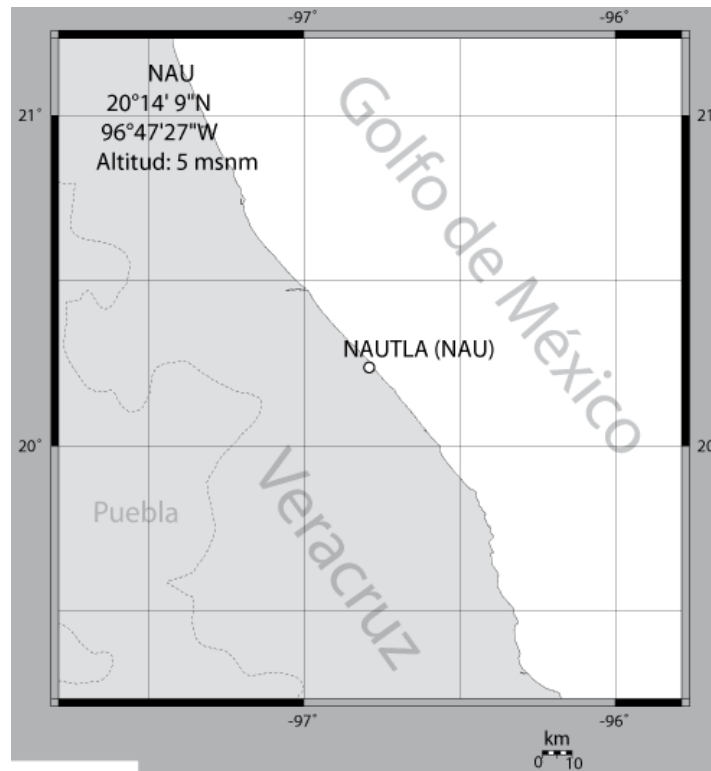 -97°
-96°
NAU
20°14' 9"N
96°47'27"W
Altitud: 5 msnm
21°
21
Golfo de México
NAUTLA (NAU)
20°
20
Puebla
Veracruz
-97°
-96°
km
0 10